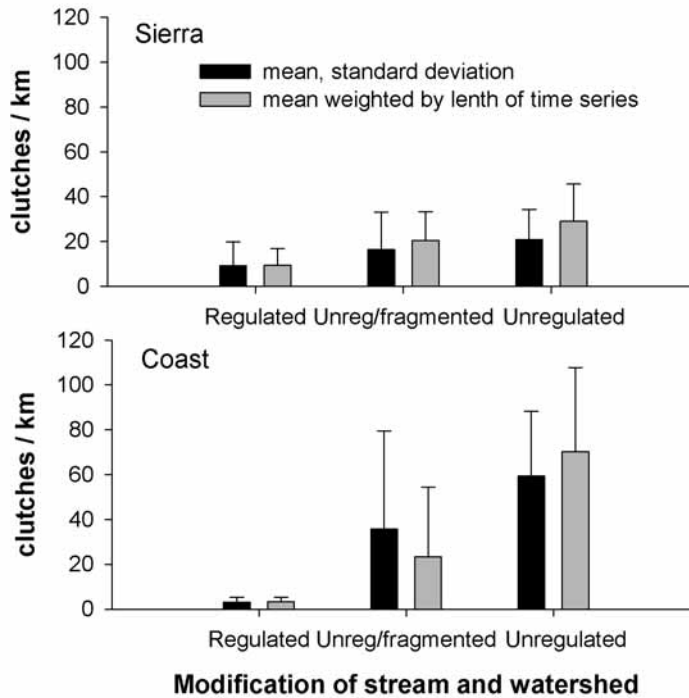 Sierra
mean, standard deviation
mean weighted by lenth of time series
clutches / km
120
100
80
60
40
20
0
Regulated Unreg/fragmented Unregulated
Coast
clutches / km
120
100
80
60
40
20
0
Regulated Unreg/fragmented Unregulated
Modification of stream and watershed